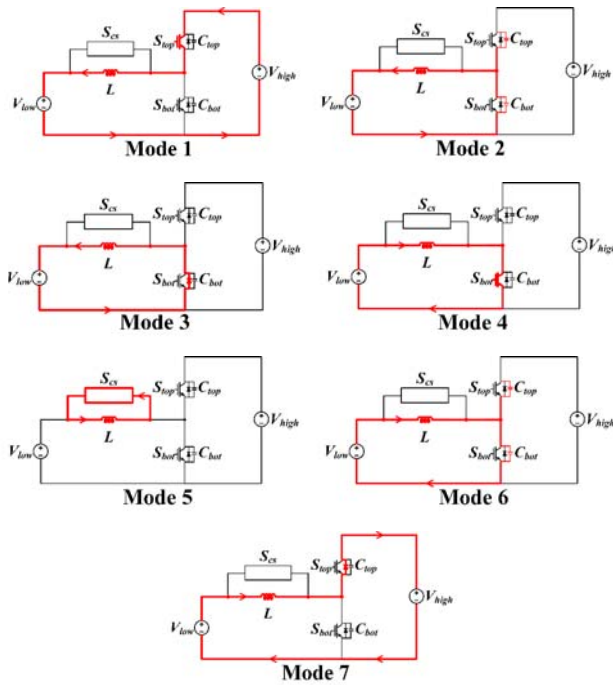 S_cs
S_top C_top
V_high
L
V_low S_bot C_bot
Mode 1
S_cs
S_top C_top
V_high
L
V_low S_bot C_bot
Mode 2
S_cs
S_top C_top
V_high
L
V_low S_bot C_bot
Mode 3
S_cs
S_top C_top
V_high
L
V_low S_bot C_bot
Mode 4
S_cs
S_top C_top
V_high
L
V_low S_bot C_bot
Mode 5
S_cs
S_top C_top
V_high
L
V_low S_bot C_bot
Mode 6
S_cs
S_top C_top
V_high
L
V_low S_bot C_bot
Mode 7